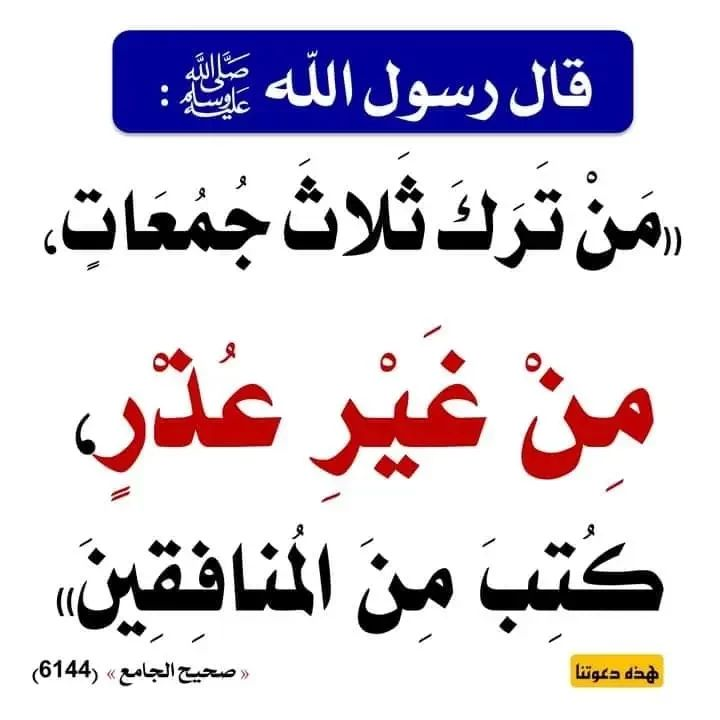 قال رسول الله ﷺ :
((مَنْ تَرَكَ ثَلاثَ جُمُعَاتٍ،
مِنْ غَيْرِ عُذْرٍ،
كُتِبَ مِنَ المُنافِقِينَ))
« صحيح الجامع » (6144)
هذه دعوتنا